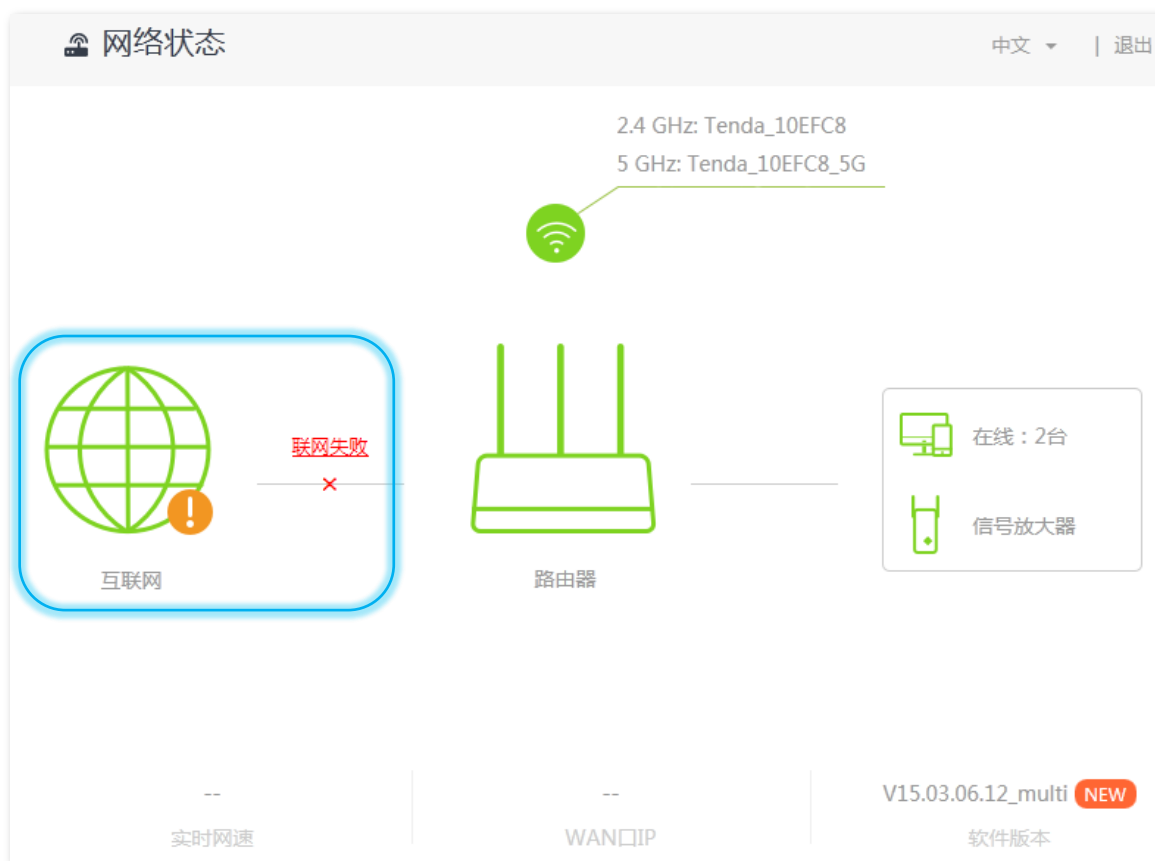 网络状态
中文
| 退出
2.4 GHz: Tenda_10EFC8
5 GHz: Tenda_10EFC8_5G
联网失败
在线：2台
信号放大器
互联网
路由器
--
--
V15.03.06.12_multi NEW
实时网速
WAN口IP
软件版本